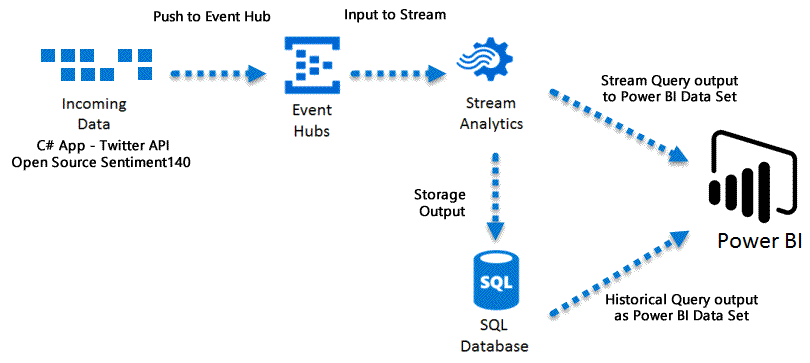 Push to Event Hub
Input to Stream
Incoming
Data
C# App - Twitter API
Open Source Sentiment140
Event
Hubs
Stream
Analytics
Stream Query output
to Power BI Data Set
Storage
Output
Power BI
SQL
SQL
Database
Historical Query output
as Power BI Data Set